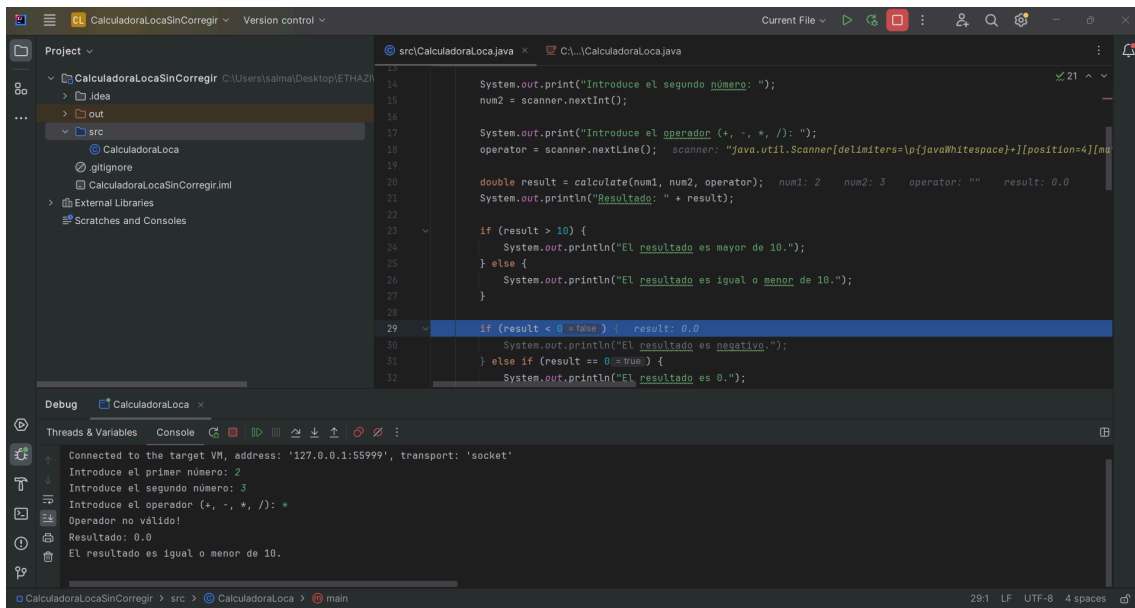 CL CalculadoraLocaSinCorregir Version control Current File
Project
src\CalculadoraLoca.java C:\...\CalculadoraLoca.java
CalculadoraLocaSinCorregir C:\Users\salma\Desktop\ETHAZI\
.idea
out
src
CalculadoraLoca
.gitignore
CalculadoraLocaSinCorregir.iml
External Libraries
Scratches and Consoles
21
13
14 System.out.print("Introduce el segundo número: ");
15 num2 = scanner.nextInt();
16
17 System.out.print("Introduce el operador (+, -, *, /): ");
18 operator = scanner.nextLine(); scanner: "java.util.Scanner[delimiters=\p{javaWhitespace}+][position=4][ma
19
20 double result = calculate(num1, num2, operator); num1: 2 num2: 3 operator: "" result: 0.0
21 System.out.println("Resultado: " + result);
22
23 if (result > 10) {
24 System.out.println("El resultado es mayor de 10.");
25 } else {
26 System.out.println("El resultado es igual o menor de 10.");
27 }
28
29 if (result < 0 = false ) { result: 0.0
30 System.out.println("El resultado es negativo.");
31 } else if (result == 0 = true ) {
32 System.out.println("El resultado es 0.");
Debug CalculadoraLoca
Threads & Variables Console
Connected to the target VM, address: '127.0.0.1:55999', transport: 'socket'
Introduce el primer número: 2
Introduce el segundo número: 3
Introduce el operador (+, -, *, /): *
Operador no válido!
Resultado: 0.0
El resultado es igual o menor de 10.
CalculadoraLocaSinCorregir > src > CalculadoraLoca > main 29:1 LF UTF-8 4 spaces